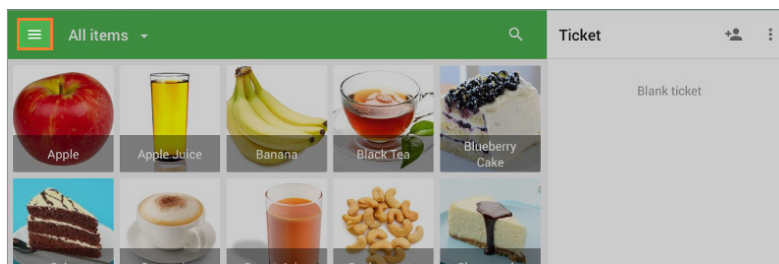 All items
Ticket
Blank ticket
Apple
Apple Juice
Banana
Black Tea
Blueberry
Cake